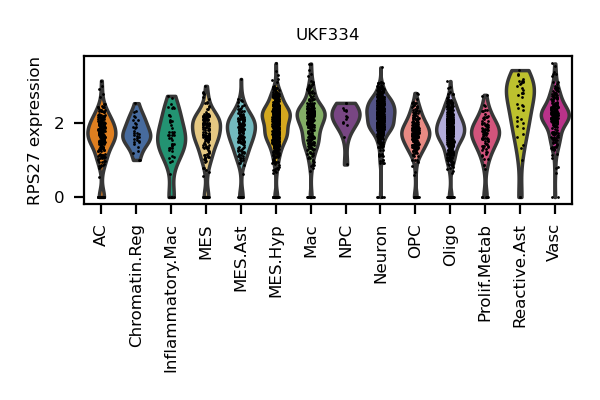 UKF334
RPS27 expression
2
0
AC
Chromatin.Reg
Inflammatory.Mac
MES
MES.Ast
MES.Hyp
Mac
NPC
Neuron
OPC
Oligo
Prolif.Metab
Reactive.Ast
Vasc